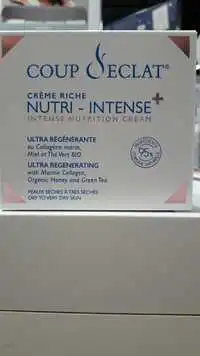 COUP D'ECLAT®
CRÈME RICHE
NUTRI - INTENSE+
INTENSE NUTRITION CREAM
ULTRA RÉGÉNÉRANTE
au Collagène marin,
Miel et Thé Vert BIO
ULTRA REGENERATING
with Marine Collagen,
Organic Honey and Green Tea
PEAUX SÈCHES À TRÈS SÈCHES
DRY TO VERY DRY SKIN
95%